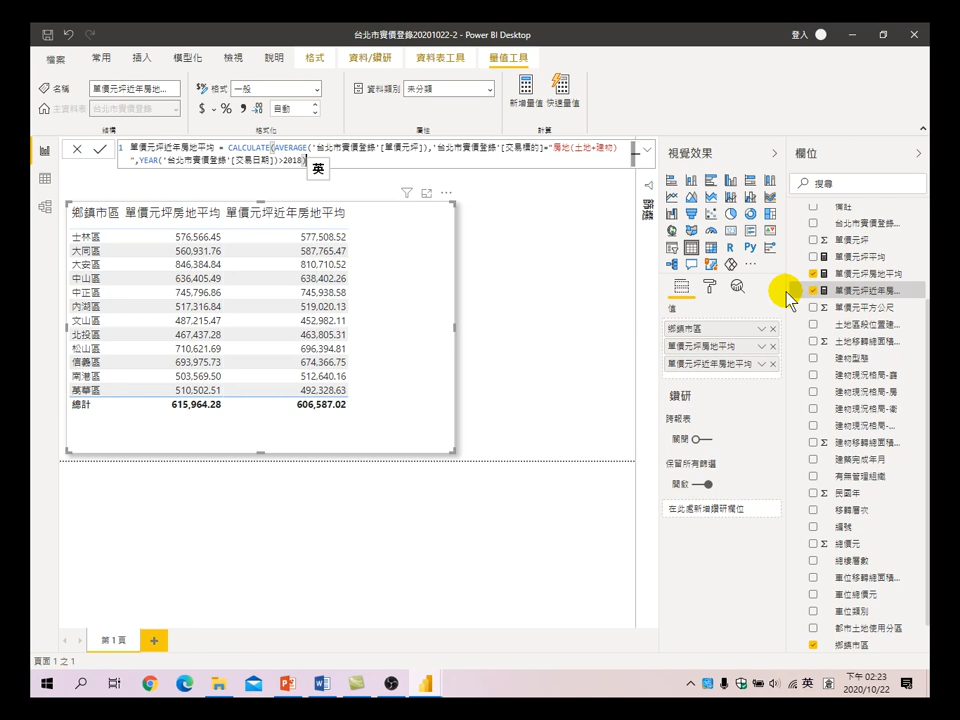 台北市實價登錄20201022-2 - Power BI Desktop
登入
檔案 常用 插入 模型化 檢視 說明 格式 資料/鑽研 資料表工具 量值工具
名稱 單價元坪近年房地...
主資料表 台北市實價登錄
結構
格式 一般
$ % 自動
格式化
資料類別 未分類
屬性
新增量值 快速量值
計算
1 單價元坪近年房地平均 = CALCULATE(AVERAGE('台北市實價登錄'[單價元坪]),'台北市實價登錄'[交易標的]="房地(土地+建物)
",YEAR('台北市實價登錄'[交易日期])>2018)
英
鄉鎮市區 單價元坪房地平均 單價元坪近年房地平均
士林區 576,566.45 577,508.52
大同區 560,931.76 587,765.47
大安區 846,384.84 810,710.52
中山區 636,405.49 638,402.26
中正區 745,796.86 745,938.58
內湖區 517,316.84 519,020.13
文山區 487,215.47 452,982.11
北投區 467,437.28 463,805.31
松山區 710,621.69 696,394.81
信義區 693,975.73 674,366.75
南港區 503,569.50 512,640.16
萬華區 510,502.51 492,328.63
總計 615,964.28 606,587.02
篩選
視覺效果
R Py
值
鄉鎮市區
單價元坪房地平均
單價元坪近年房地平均
鑽研
跨報表
關閉
保留所有篩選
開啟
在此處新增鑽研欄位
欄位
搜尋
備註
台北市實價登錄...
單價元坪
單價元坪平均
單價元坪房地平均
單價元坪近年房...
單價元平方公尺
土地區段位置建...
土地移轉總面積...
建物型態
建物現況格局-廳
建物現況格局-房
建物現況格局-衛
建物現況格局-...
建物移轉總面積...
建築完成年月
有無管理組織
民國年
移轉層次
編號
總價元
總樓層數
車位移轉總面積...
車位總價元
車位類別
都市土地使用分區
鄉鎮市區
第 1 頁
頁面 1 之 1
英
下午 02:23
2020/10/22